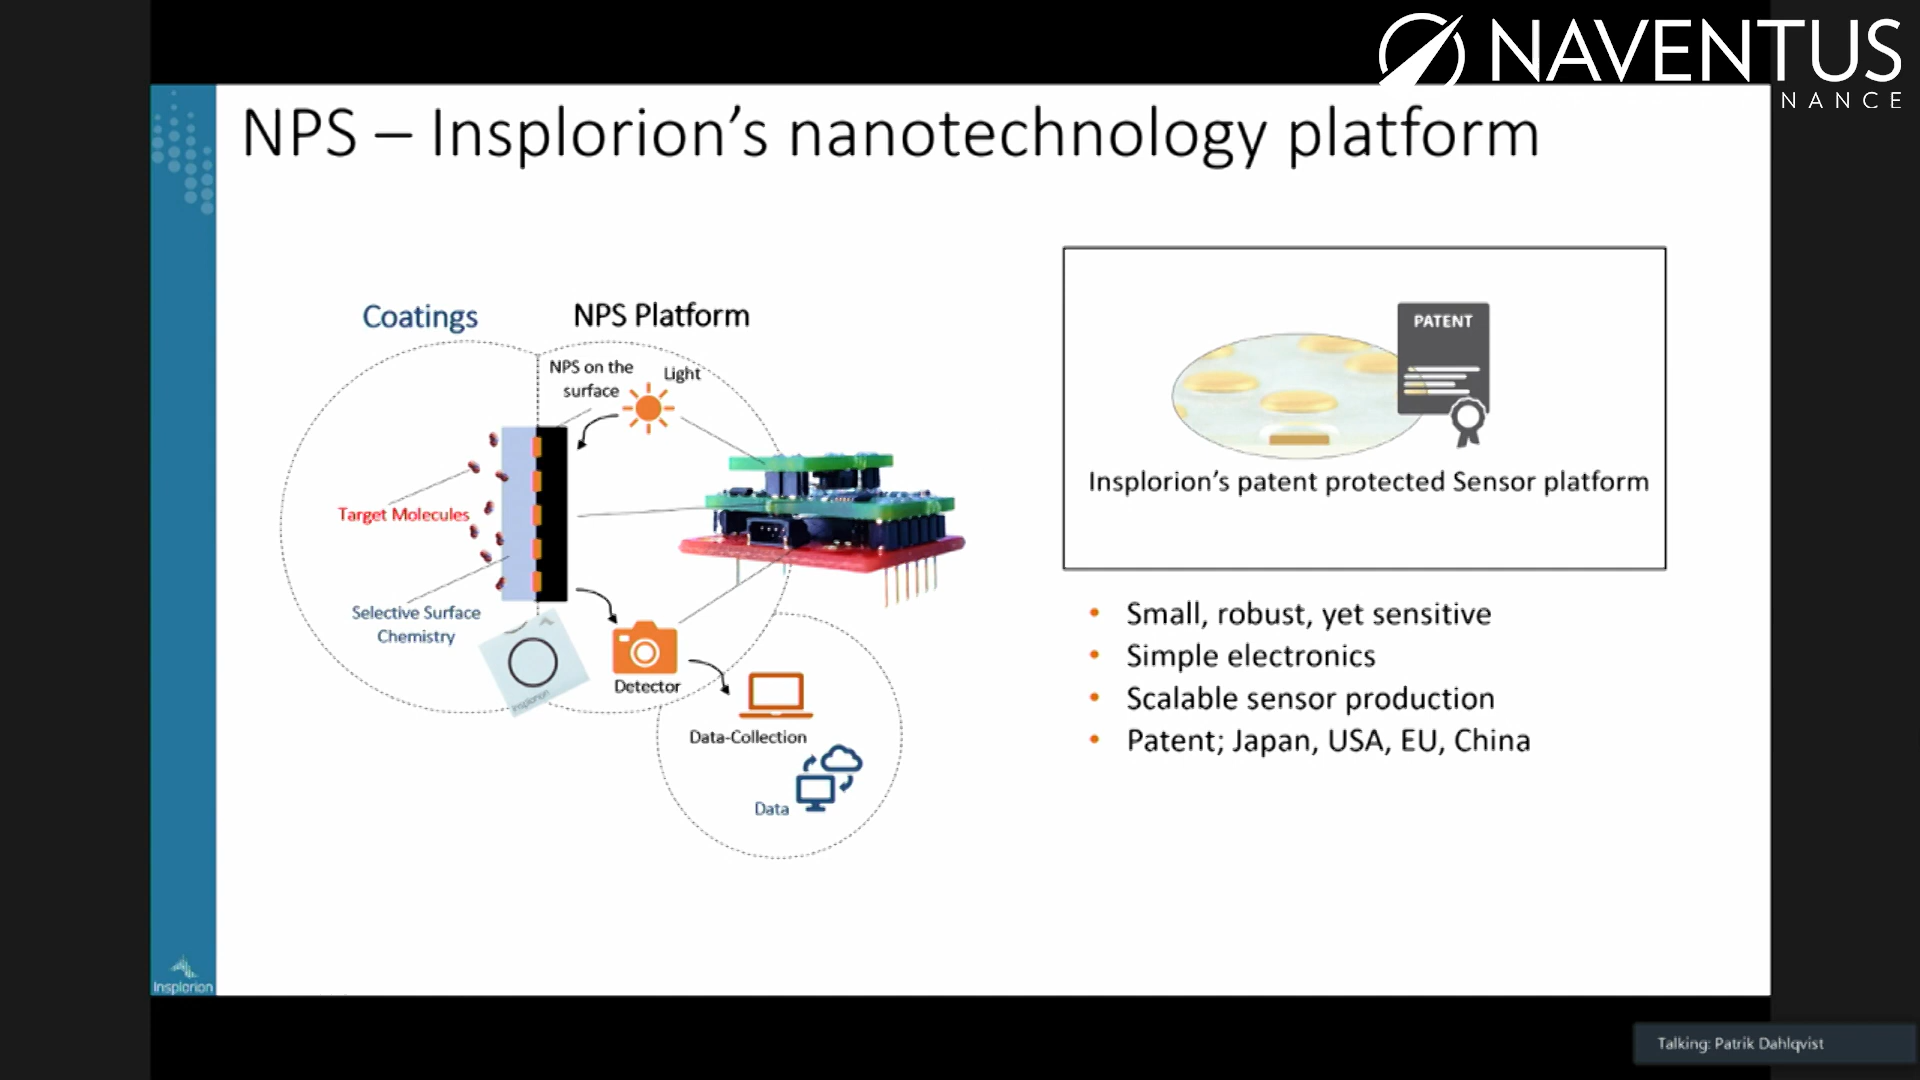 NAVENTUS
NANCE
NPS – Insplorion’s nanotechnology platform
Coatings
NPS Platform
NPS on the
surface
Light
Target Molecules
Selective Surface
Chemistry
Insplorion
Detector
Data-Collection
Data
PATENT
Insplorion’s patent protected Sensor platform
• Small, robust, yet sensitive
• Simple electronics
• Scalable sensor production
• Patent; Japan, USA, EU, China
Insplorion
Talking: Patrik Dahlqvist